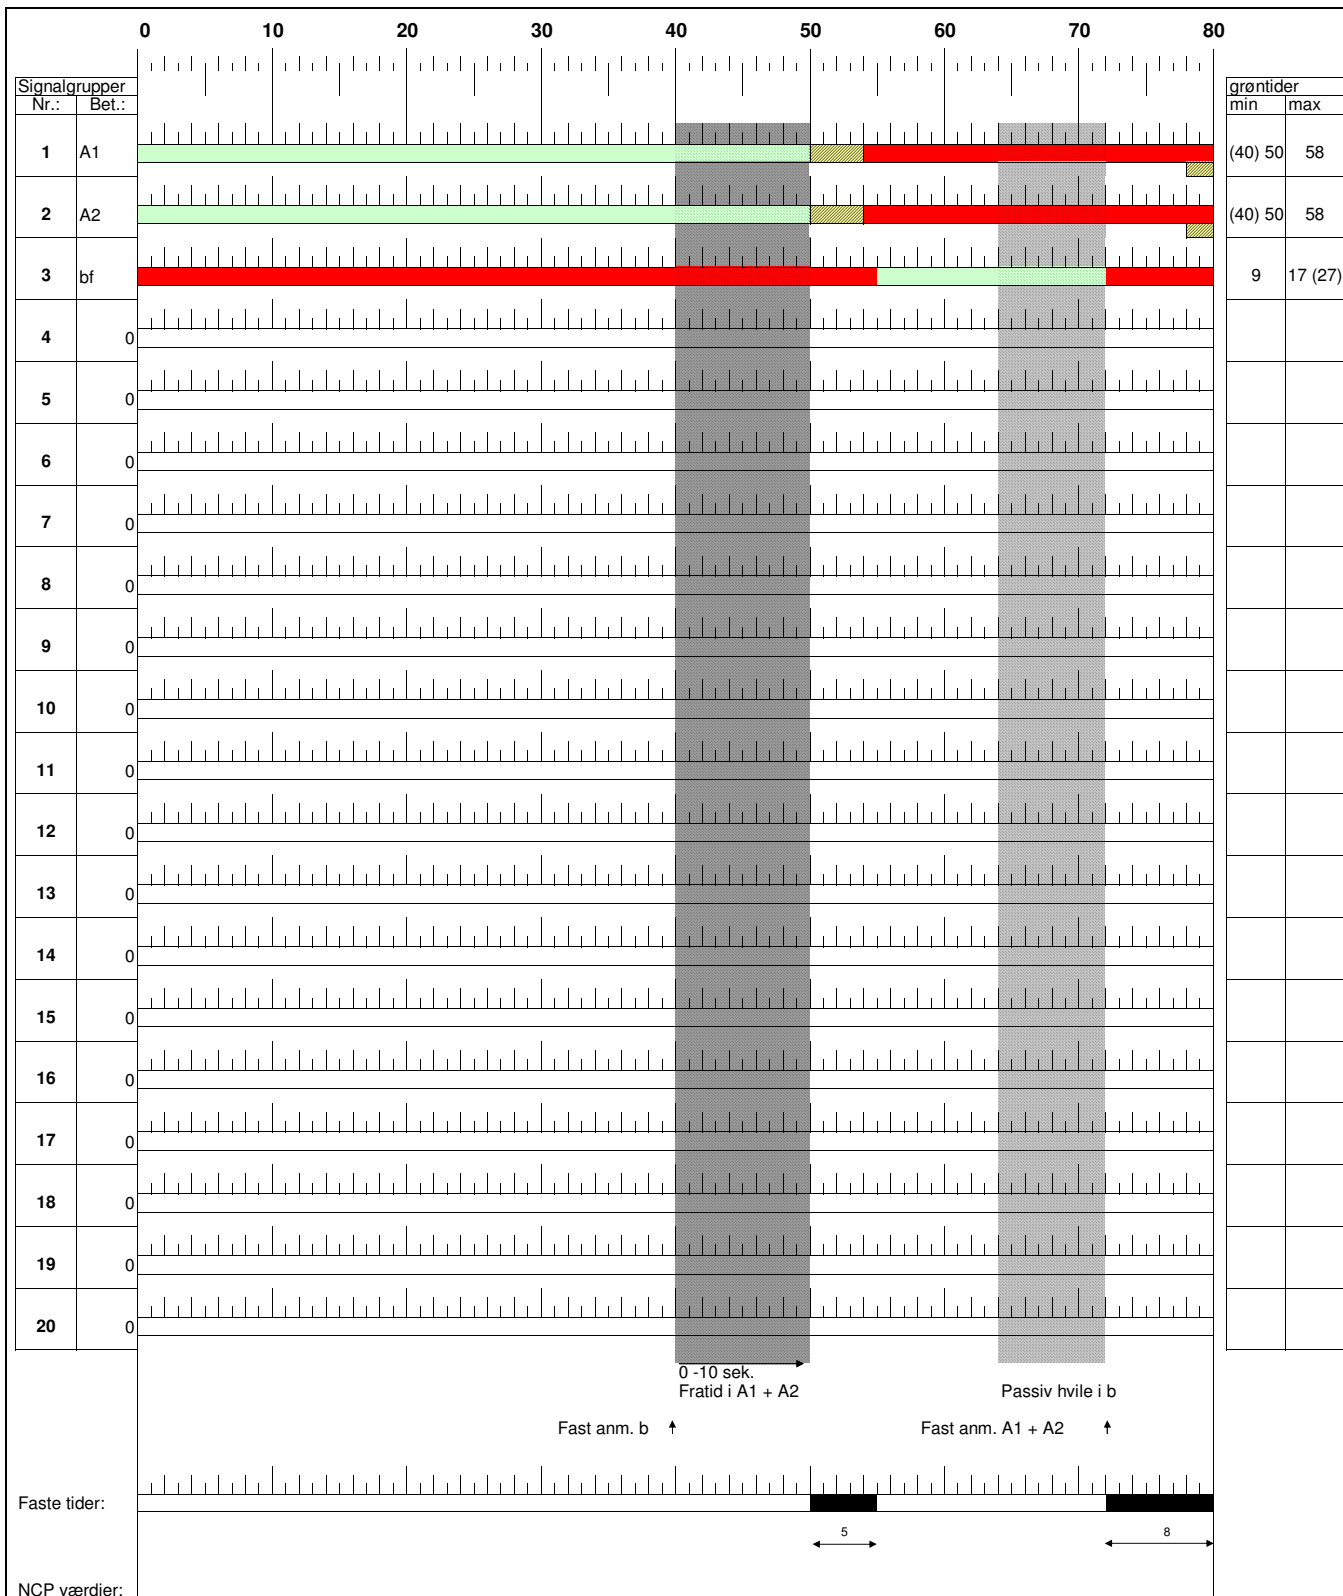 0 10 20 30 40 50 60 70 80
Signalgrupper grøntider
Nr.: Bet.: min max
1 A1 (40) 50 58
2 A2 (40) 50 58
3 bf 9 17 (27)
4 0
5 0
6 0
7 0
8 0
9 0
10 0
11 0
12 0
13 0
14 0
15 0
16 0
17 0
18 0
19 0
20 0
0 -10 sek.
Fratid i A1 + A2 Passiv hvile i b
Fast anm. b Fast anm. A1 + A2
Faste tider:
5 8
NCP værdier: